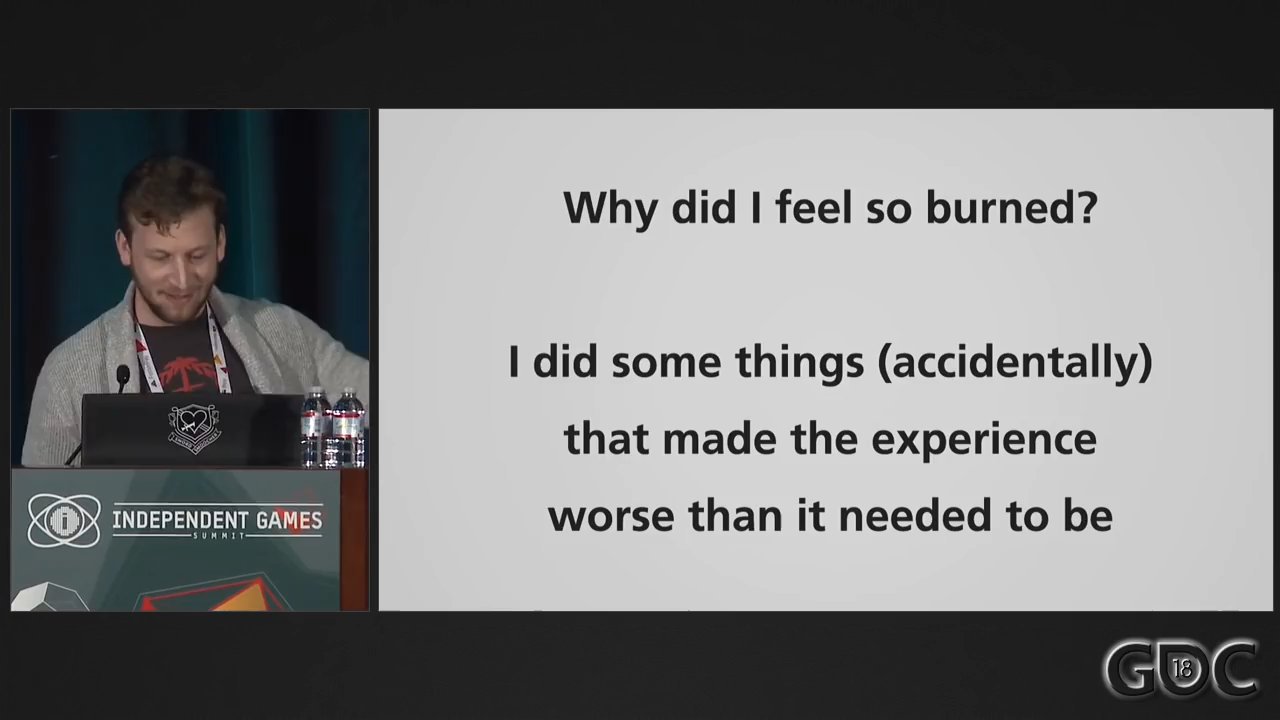 Why did I feel so burned?
I did some things (accidentally)
that made the experience
worse than it needed to be
INDEPENDENT GAMES
SUMMIT
GDC
18